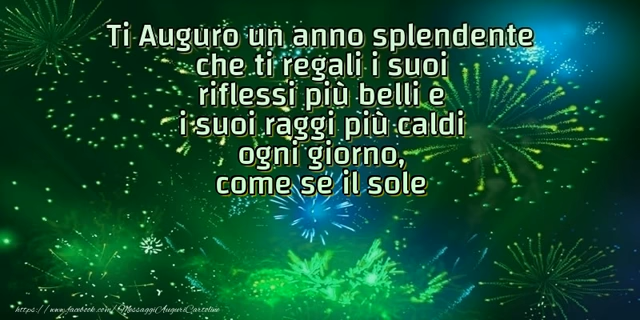 Ti Auguro un anno splendente
che ti regali i suoi
riflessi più belli e
i suoi raggi più caldi
ogni giorno,
come se il sole
https://www.facebook.com/MessaggiAuguriCartoline